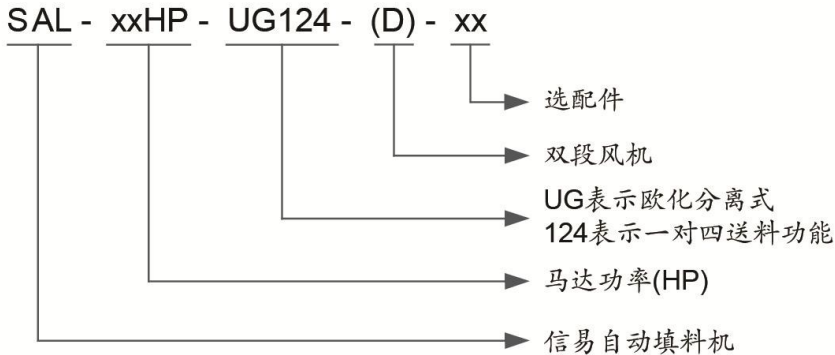 SAL - xxHP - UG124 - (D) - xx
选配件
双段风机
UG表示欧化分离式
124表示一对四送料功能
马达功率(HP)
信易自动填料机